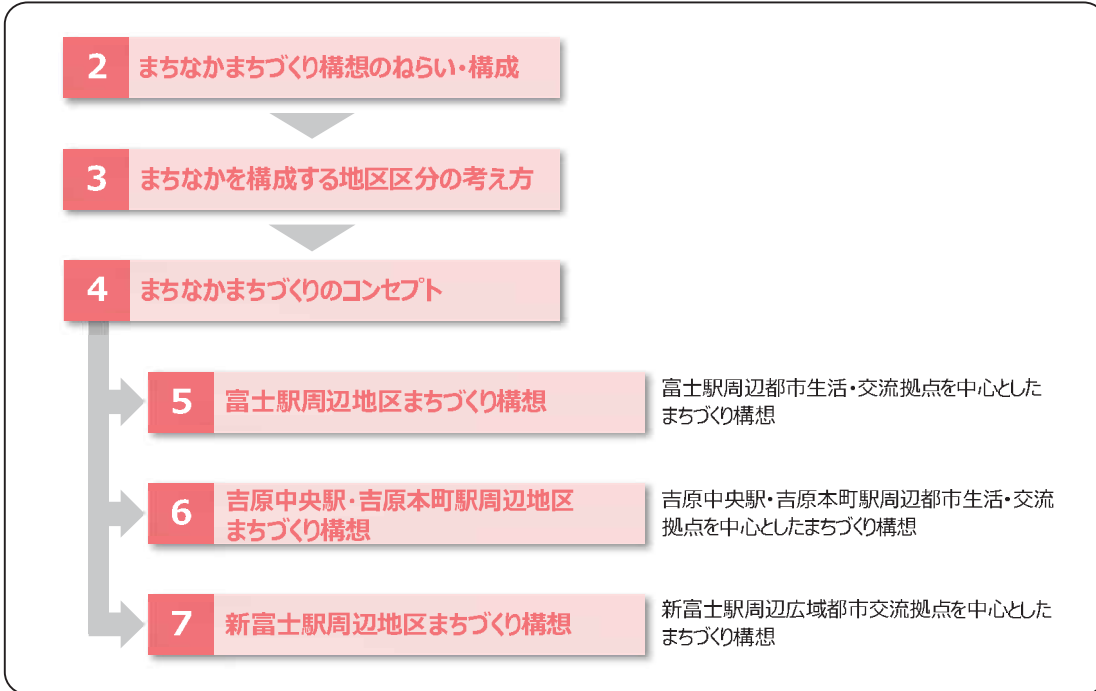 2 まちなかまちづくり構想のねらい・構成
3 まちなかを構成する地区区分の考え方
4 まちなかまちづくりのコンセプト
5 富士駅周辺地区まちづくり構想
富士駅周辺都市生活・交流拠点を中心とした
まちづくり構想
6 吉原中央駅・吉原本町駅周辺地区
まちづくり構想
吉原中央駅・吉原本町駅周辺都市生活・交流
拠点を中心としたまちづくり構想
7 新富士駅周辺地区まちづくり構想
新富士駅周辺広域都市交流拠点を中心とした
まちづくり構想